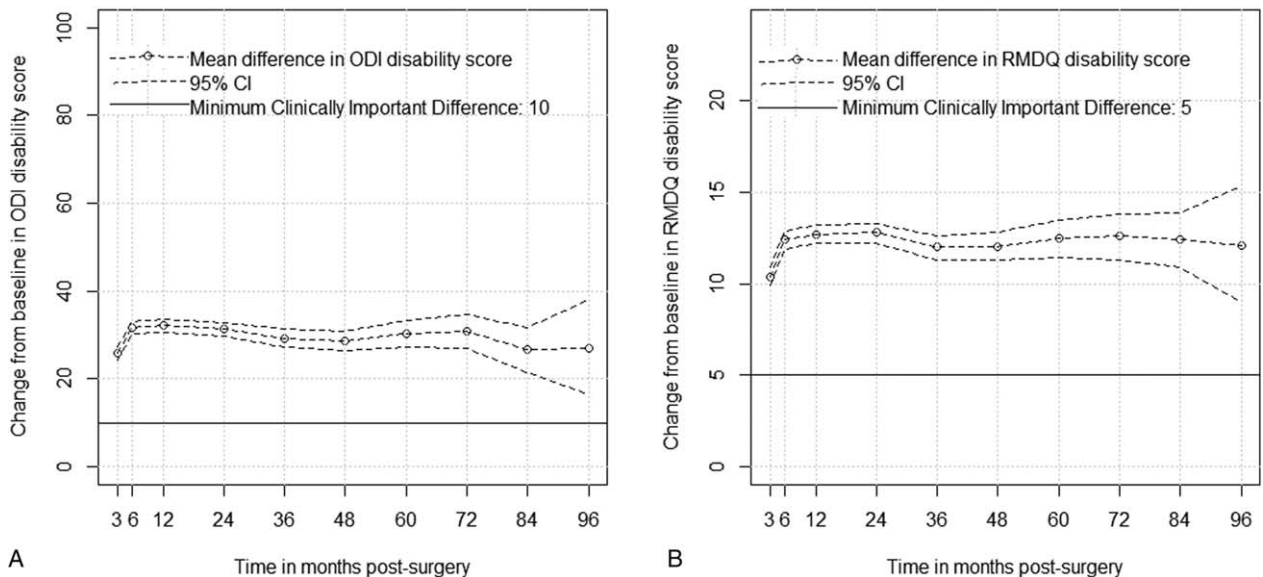 Change from baseline in ODI disability score
100
80
60
40
20
0
Mean difference in ODI disability score
95% CI
Minimum Clinically Important Difference: 10
3 6 12 24 36 48 60 72 84 96
Time in months post-surgery
A
Change from baseline in RMDQ disability score
20
15
10
5
0
Mean difference in RMDQ disability score
95% CI
Minimum Clinically Important Difference: 5
3 6 12 24 36 48 60 72 84 96
Time in months post-surgery
B